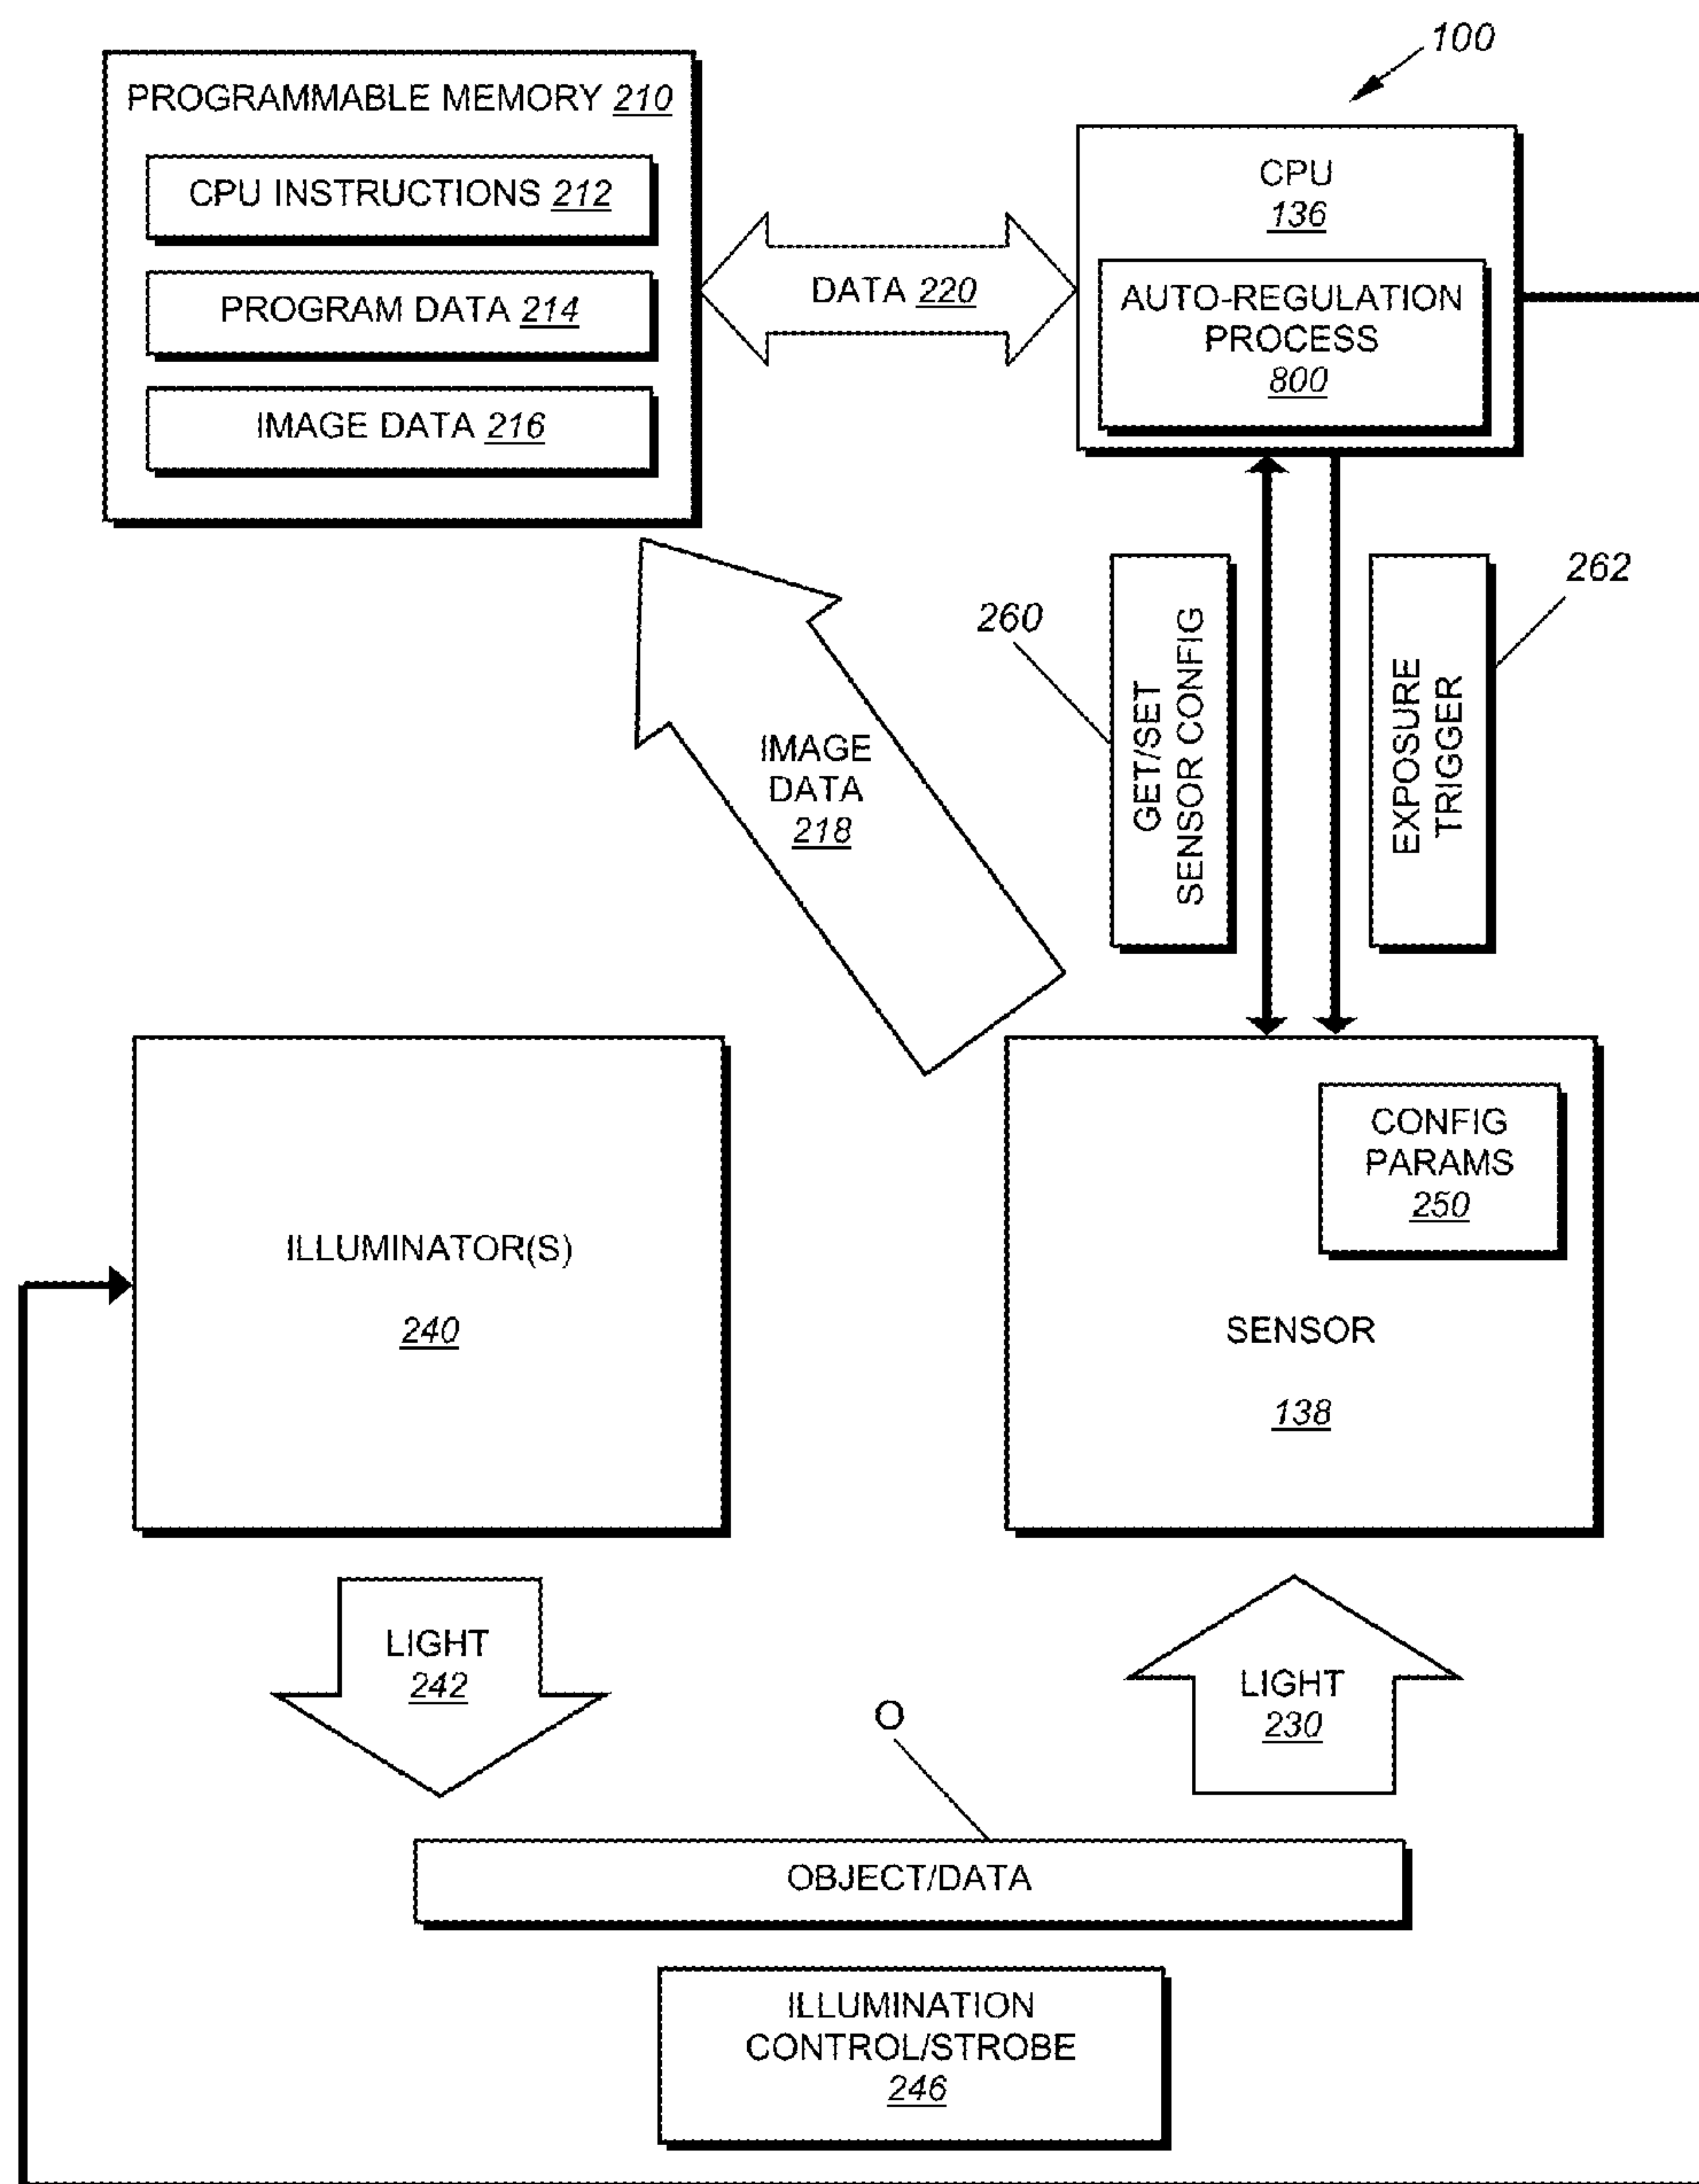 100
PROGRAMMABLE MEMORY 210
CPU INSTRUCTIONS 212
PROGRAM DATA 214
IMAGE DATA 216
DATA 220
CPU
136
AUTO-REGULATION
PROCESS
800
260
GET/SET
SENSOR CONFIG
EXPOSURE
TRIGGER
262
IMAGE
DATA
218
ILLUMINATOR(S)
240
CONFIG
PARAMS
250
SENSOR
138
LIGHT
242
LIGHT
230
O
OBJECT/DATA
ILLUMINATION
CONTROL/STROBE
246